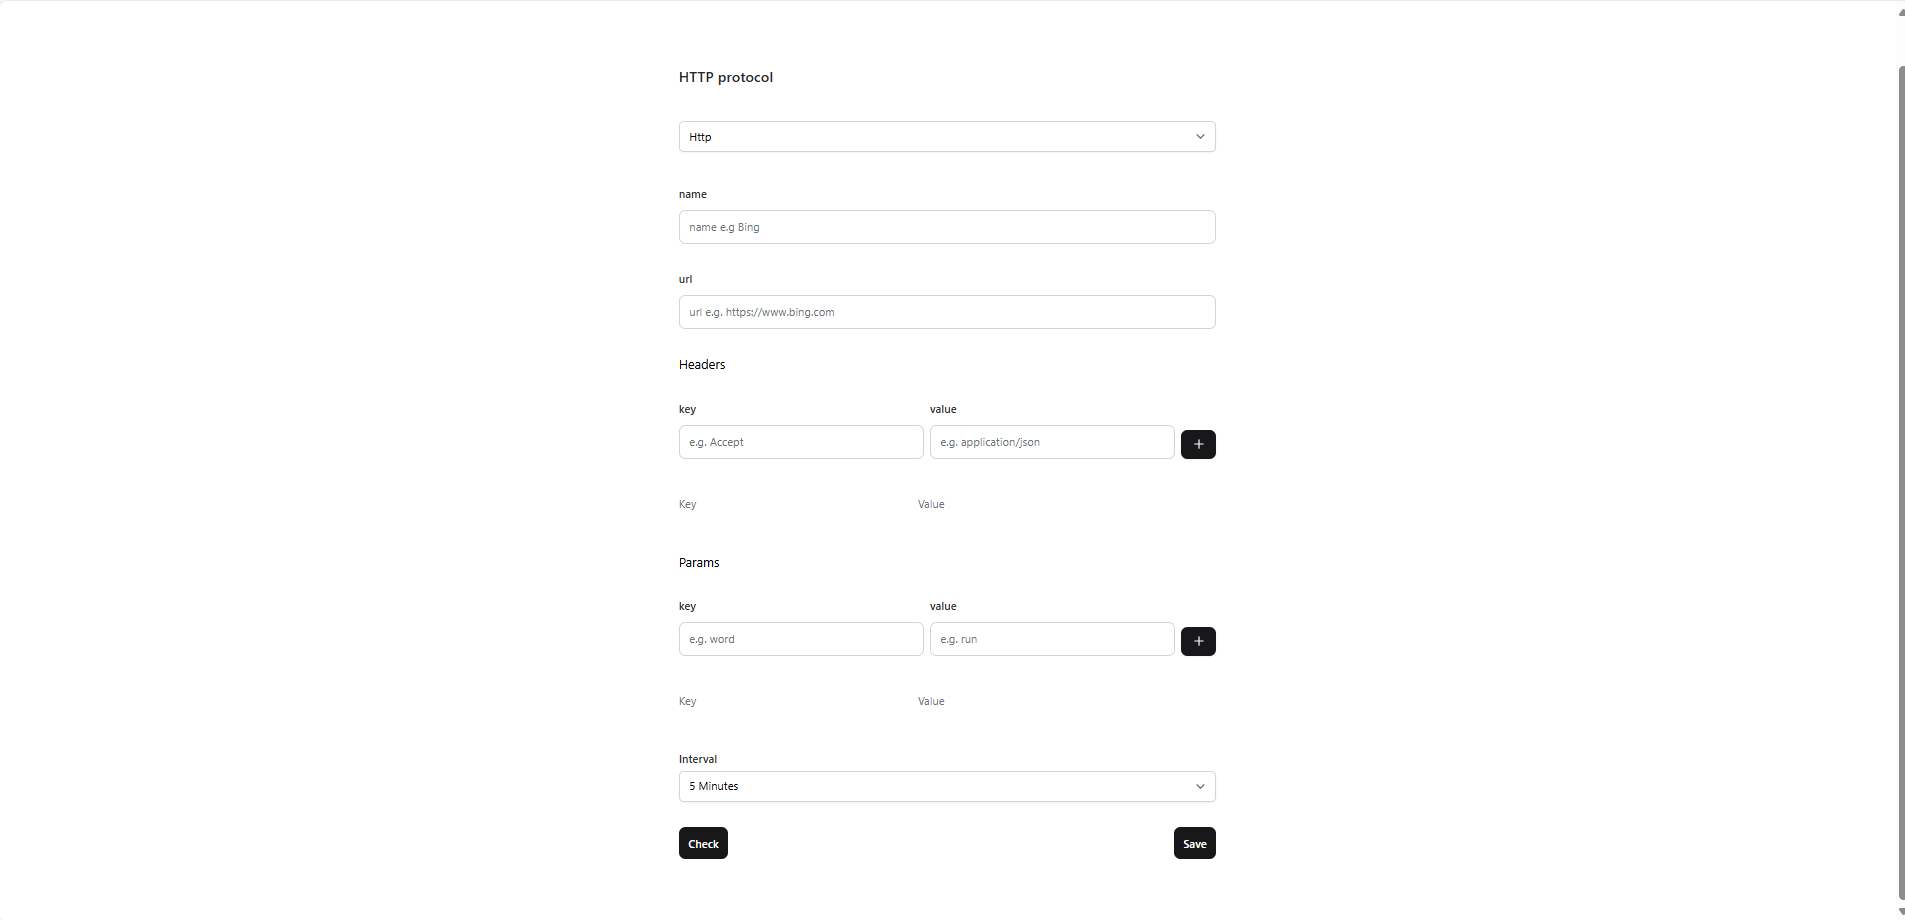 HTTP protocol
Http
name
name e.g Bing
url
url e.g. https://www.bing.com
Headers
key value
e.g. Accept e.g. application/json +
Key Value
Params
key value
e.g. word e.g. run +
Key Value
Interval
5 Minutes
Check Save